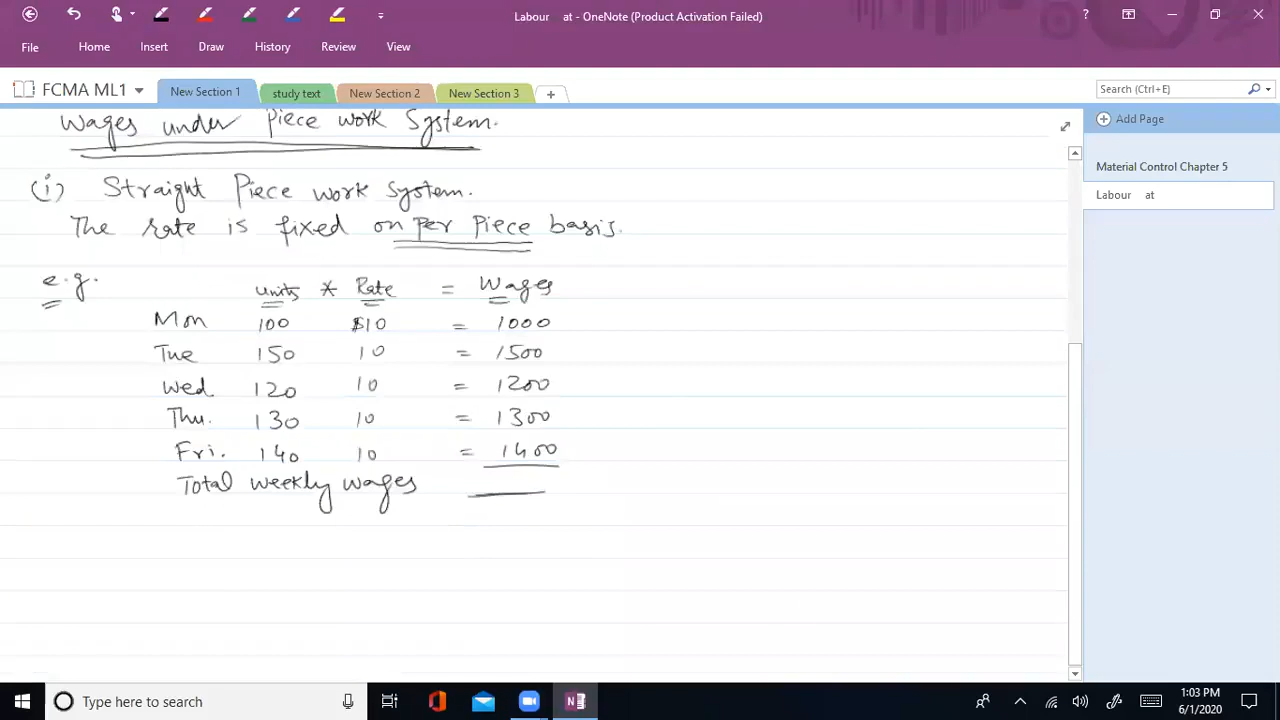 Labour at - OneNote (Product Activation Failed)
?
File Home Insert Draw History Review View
FCMA ML1 New Section 1 study text New Section 2 New Section 3 +
Search (Ctrl+E)
Add Page
Material Control Chapter 5
Labour at
Wages under Piece work System.
(i) Straight Piece work System.
The rate is fixed on per piece basis.
e.g.
Units * Rate = Wages
Mon 100 $10 = 1000
Tue 150 10 = 1500
Wed. 120 10 = 1200
Thu. 130 10 = 1300
Fri. 140 10 = 1400
Total weekly wages
Type here to search
1:03 PM
6/1/2020